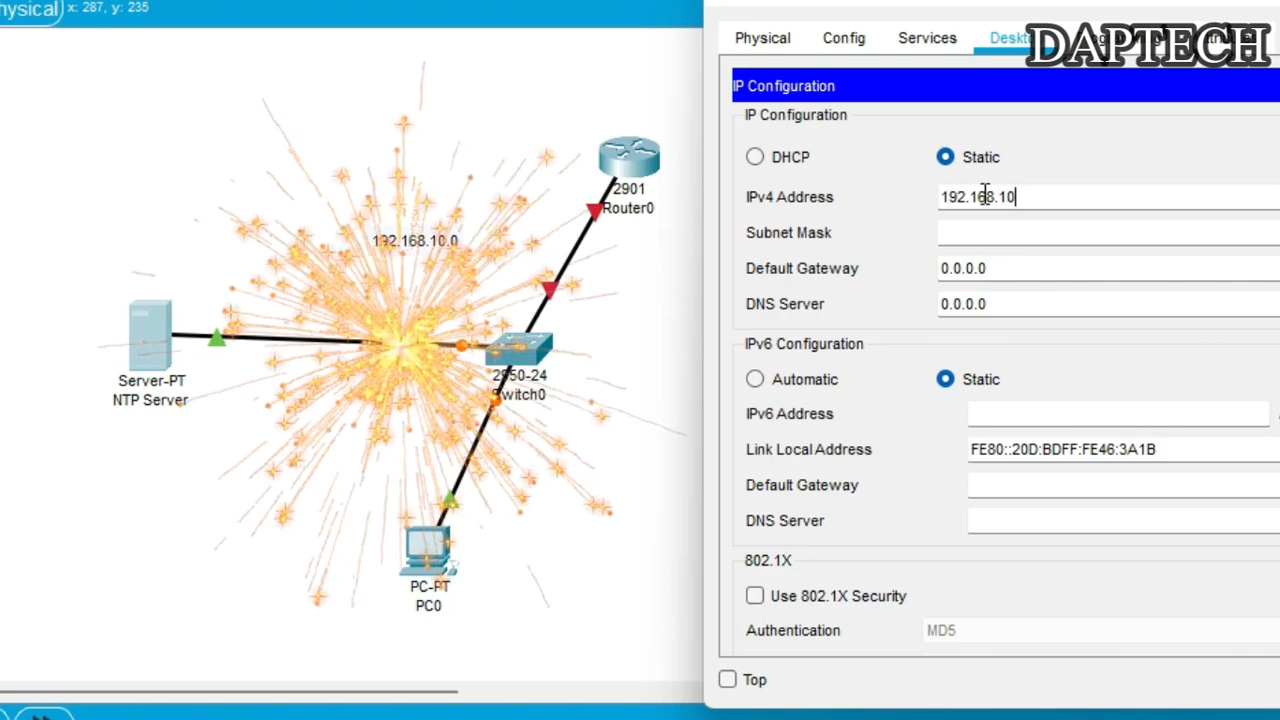 hysical
x: 287, y: 235
DAPTECH
Physical
Config
Services
IP Configuration
IP Configuration
DHCP
Static
IPv4 Address
192.168.10
Subnet Mask
Default Gateway
0.0.0.0
DNS Server
0.0.0.0
IPv6 Configuration
Automatic
Static
IPv6 Address
Link Local Address
FE80::20D:BDFF:FE46:3A1B
Default Gateway
DNS Server
802.1X
Use 802.1X Security
Authentication
MD5
Top
2901
Router0
192.168.10.0
Server-PT
NTP Server
2950-24
Switch0
PC-PT
PC0